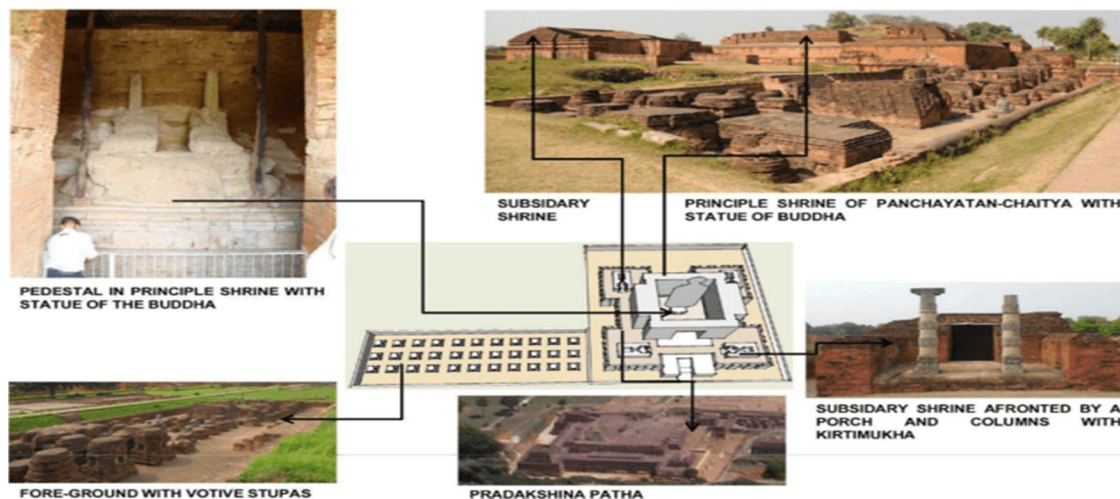 SUBSIDARY
SHRINE
PRINCIPLE SHRINE OF PANCHAYATAN-CHAITYA WITH
STATUE OF BUDDHA
PEDESTAL IN PRINCIPLE SHRINE WITH
STATUE OF THE BUDDHA
SUBSIDARY SHRINE AFRONTED BY A
PORCH AND COLUMNS WITH
KIRTIMUKHA
FORE-GROUND WITH VOTIVE STUPAS
PRADAKSHINA PATHA